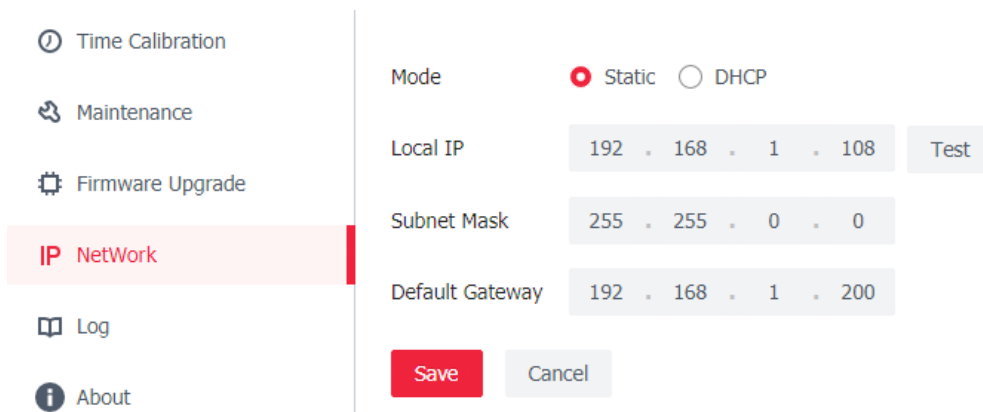 Time Calibration
Maintenance
Firmware Upgrade
IP NetWork
Log
About
Mode Static DHCP
Local IP 192 . 168 . 1 . 108 Test
Subnet Mask 255 . 255 . 0 . 0
Default Gateway 192 . 168 . 1 . 200
Save Cancel